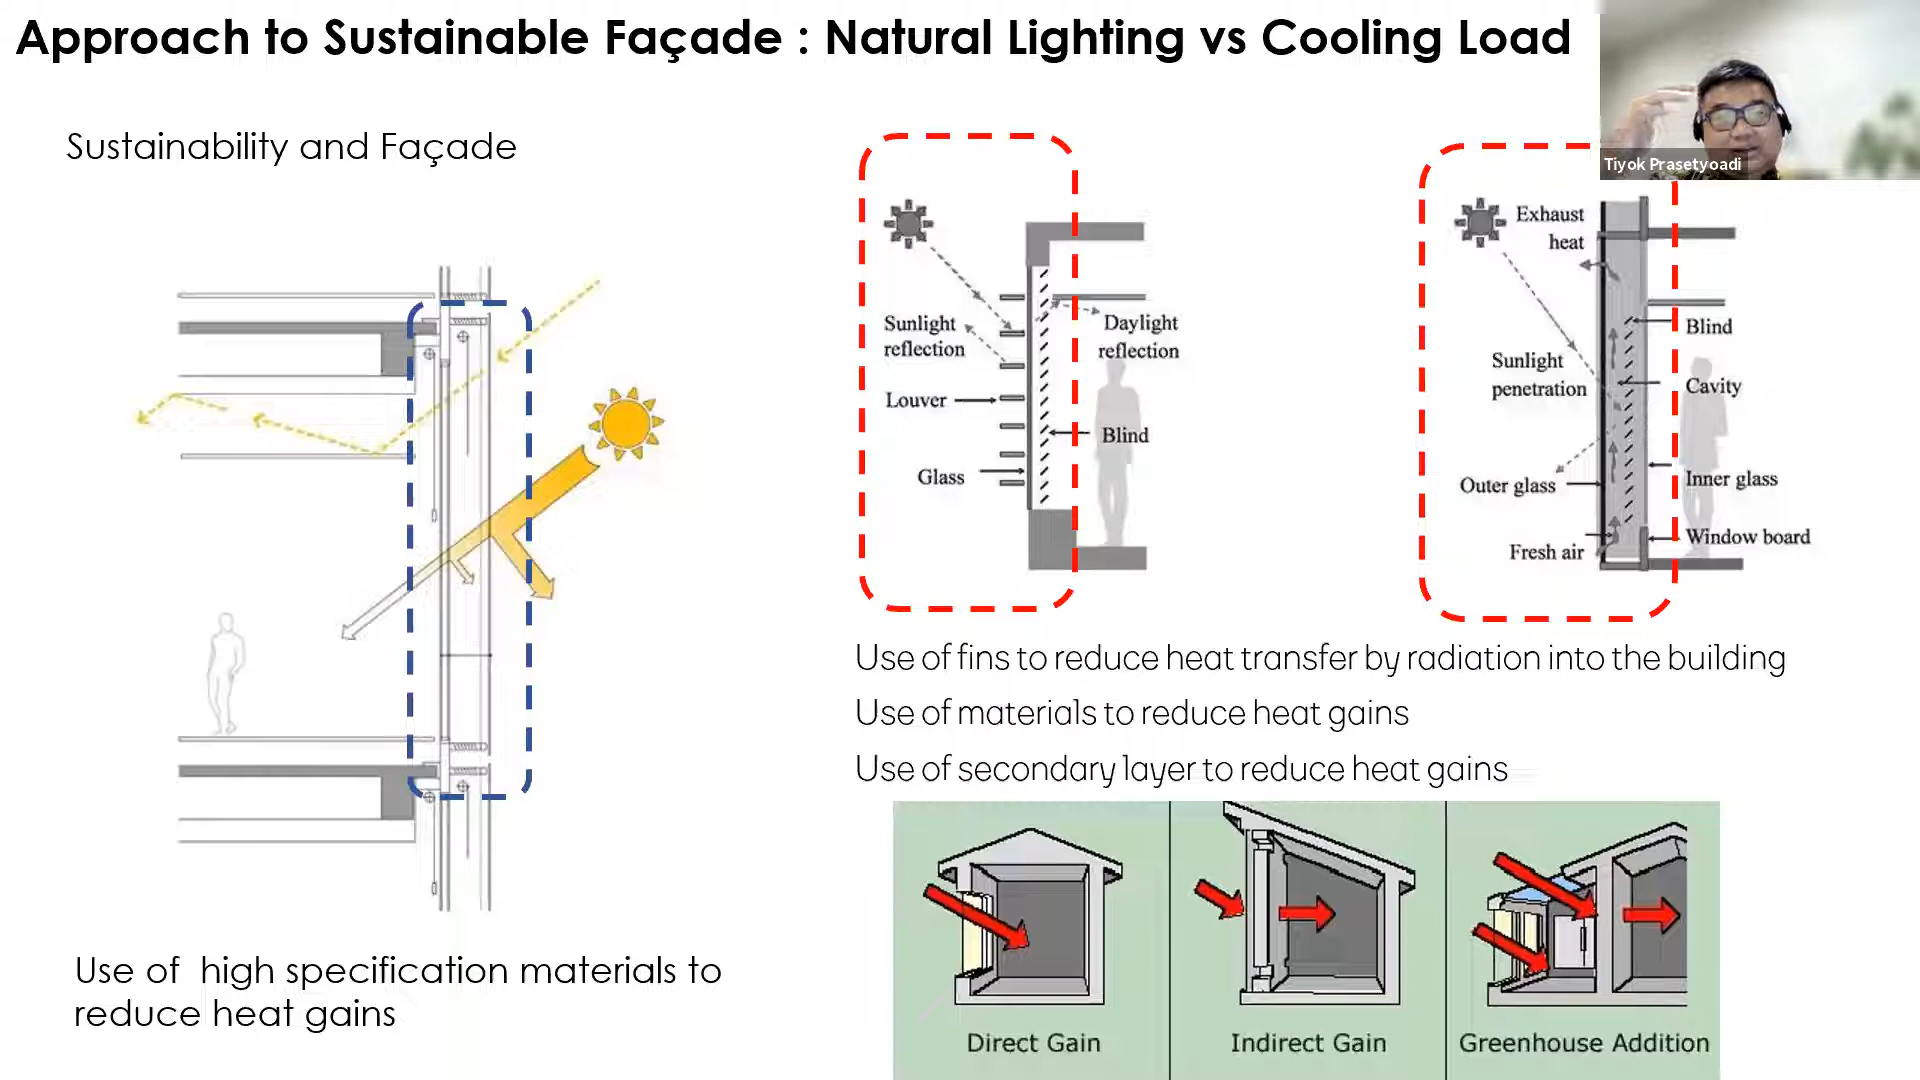 Approach to Sustainable Façade : Natural Lighting vs Cooling Load
Tiyok Prasetyoadi
Sustainability and Façade
Use of high specification materials to
reduce heat gains
Sunlight
reflection
Louver
Glass
Daylight
reflection
Blind
Exhaust
heat
Sunlight
penetration
Outer glass
Fresh air
Blind
Cavity
Inner glass
Window board
Use of fins to reduce heat transfer by radiation into the building
Use of materials to reduce heat gains
Use of secondary layer to reduce heat gains
Direct Gain
Indirect Gain
Greenhouse Addition